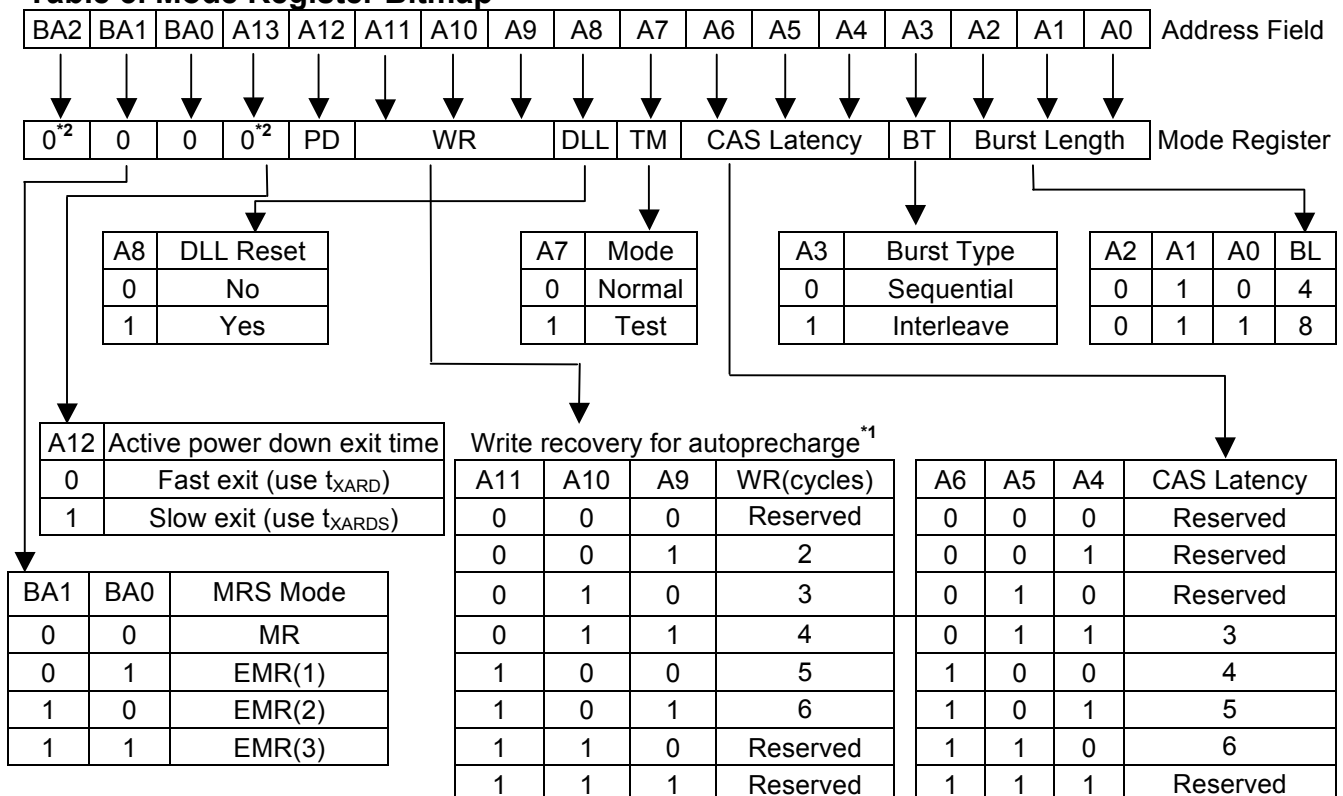 Table 5. Mode Register Bitmap
BA2 BA1 BA0 A13 A12 A11 A10 A9 A8 A7 A6 A5 A4 A3 A2 A1 A0 Address Field
0*2 0 0 0*2 PD WR DLL TM CAS Latency BT Burst Length Mode Register
A8 DLL Reset
0 No
1 Yes
A7 Mode
0 Normal
1 Test
A3 Burst Type
0 Sequential
1 Interleave
A2 A1 A0 BL
0 1 0 4
0 1 1 8
A12 Active power down exit time
0 Fast exit (use tXARD)
1 Slow exit (use tXARDS)
Write recovery for autoprecharge*1
A11 A10 A9 WR(cycles)
0 0 0 Reserved
0 0 1 2
0 1 0 3
0 1 1 4
1 0 0 5
1 0 1 6
1 1 0 Reserved
1 1 1 Reserved
A6 A5 A4 CAS Latency
0 0 0 Reserved
0 0 1 Reserved
0 1 0 Reserved
0 1 1 3
1 0 0 4
1 0 1 5
1 1 0 6
1 1 1 Reserved
BA1 BA0 MRS Mode
0 0 MR
0 1 EMR(1)
1 0 EMR(2)
1 1 EMR(3)